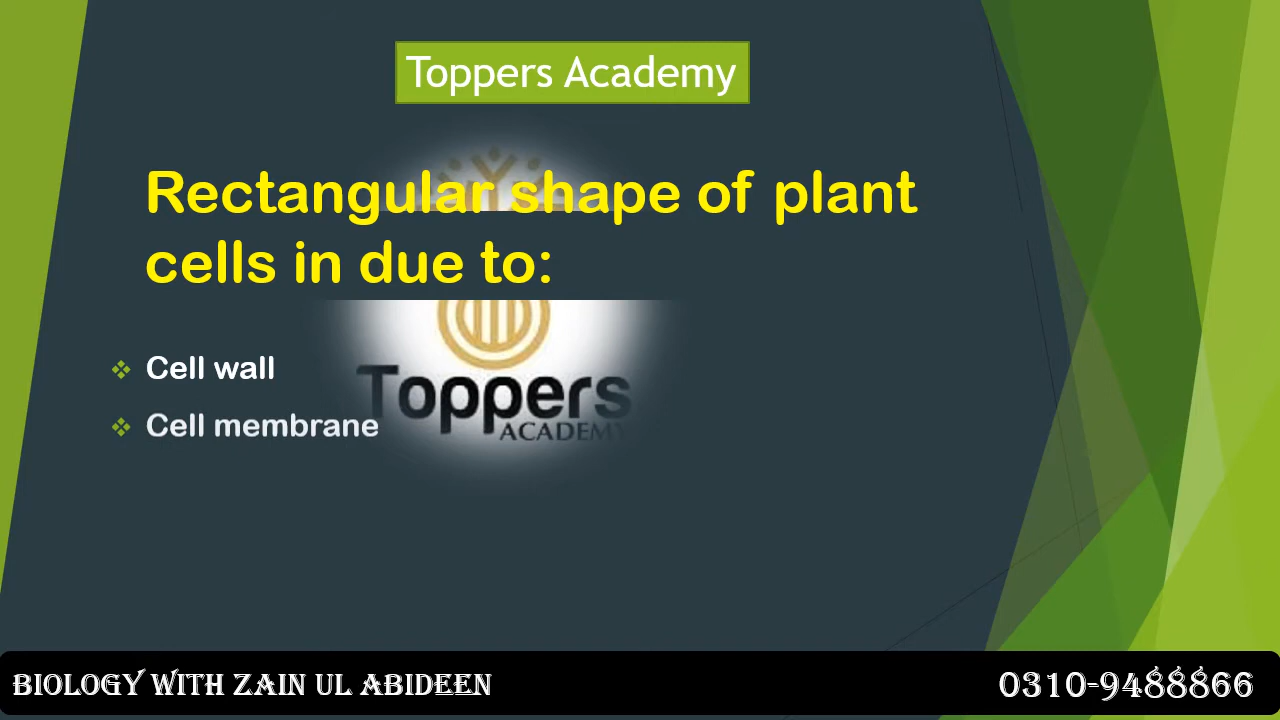 Toppers Academy
Rectangular shape of plant
cells in due to:
Cell wall
Cell membrane
Toppers
ACADEMY
BIOLOGY WITH ZAIN UL ABIDEEN
0310-9488866